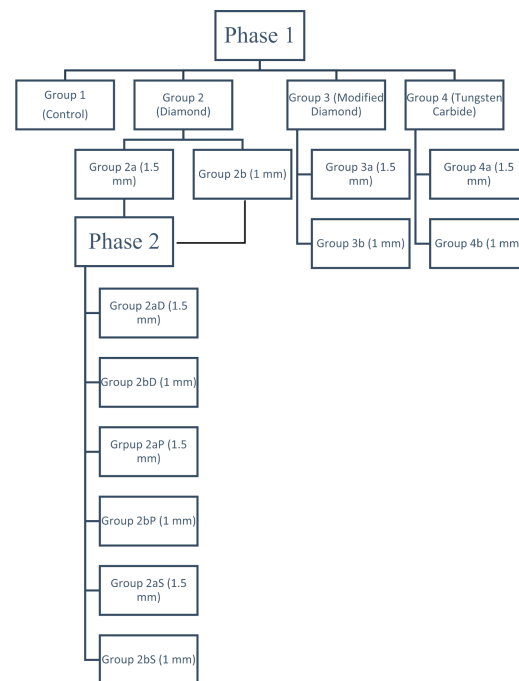 Phase 1
Group 1
(Control)
Group 2
(Diamond)
Group 3 (Modified
Diamond)
Group 4 (Tungsten
Carbide)
Group 2a (1.5
mm)
Group 2b (1 mm)
Group 3a (1.5
mm)
Group 4a (1.5
mm)
Phase 2
Group 3b (1 mm)
Group 4b (1 mm)
Group 2aD (1.5
mm)
Group 2bD (1 mm)
Grpup 2aP (1.5
mm)
Group 2bP (1 mm)
Group 2aS (1.5
mm)
Group 2bS (1 mm)